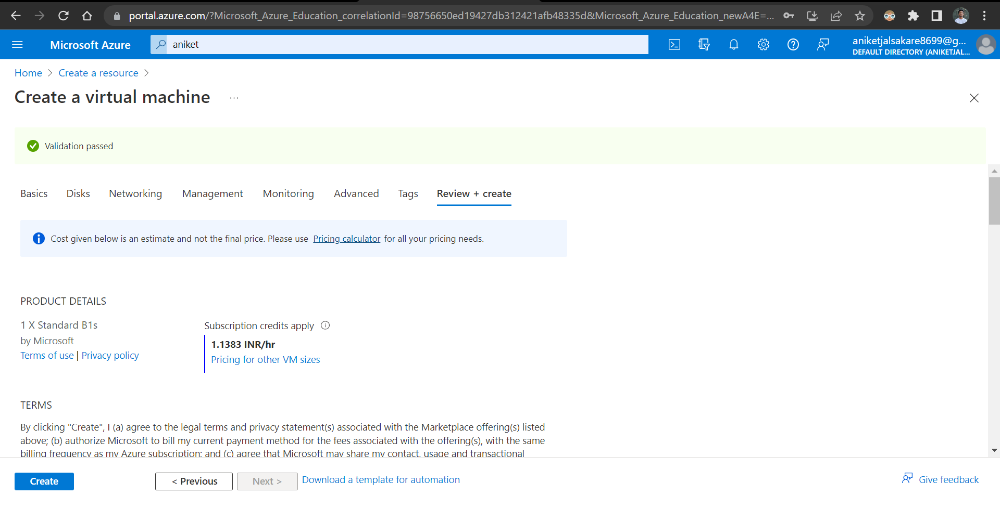 portal.azure.com/?Microsoft_Azure_Education_correlationId=98756650ed19427db312421afb48335d&Microsoft_Azure_Education_newA4E=...
Microsoft Azure
aniket
aniketjalsakare8699@g...
DEFAULT DIRECTORY (ANIKETJAL...
Home > Create a resource >
Create a virtual machine ...
Validation passed
Basics Disks Networking Management Monitoring Advanced Tags Review + create
Cost given below is an estimate and not the final price. Please use Pricing calculator for all your pricing needs.
PRODUCT DETAILS
1 X Standard B1s
by Microsoft
Terms of use | Privacy policy
Subscription credits apply
1.1383 INR/hr
Pricing for other VM sizes
TERMS
By clicking "Create", I (a) agree to the legal terms and privacy statement(s) associated with the Marketplace offering(s) listed
above; (b) authorize Microsoft to bill my current payment method for the fees associated with the offering(s), with the same
billing frequency as my Azure subscription; and (c) agree that Microsoft may share my contact, usage and transactional
Create < Previous Next > Download a template for automation Give feedback